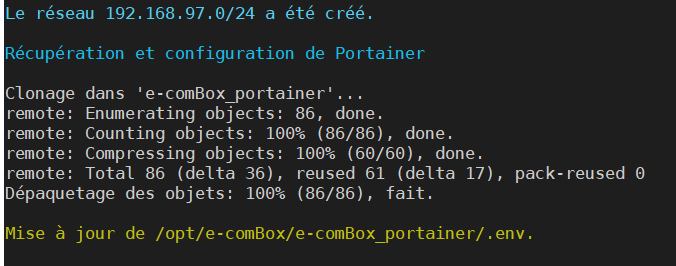 Le réseau 192.168.97.0/24 a été créé.
Récupération et configuration de Portainer
Clonage dans 'e-comBox_portainer'...
remote: Enumerating objects: 86, done.
remote: Counting objects: 100% (86/86), done.
remote: Compressing objects: 100% (60/60), done.
remote: Total 86 (delta 36), reused 61 (delta 17), pack-reused 0
Dépaquetage des objets: 100% (86/86), fait.
Mise à jour de /opt/e-comBox/e-comBox_portainer/.env.